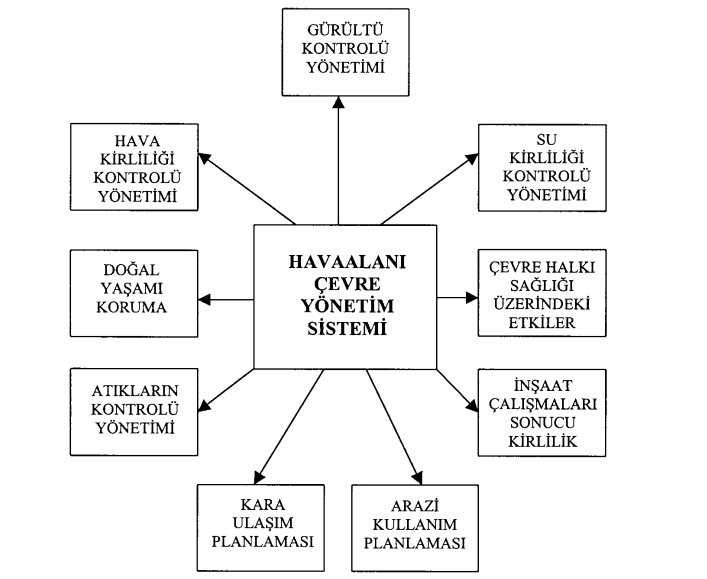 GÜRÜLTÜ
KONTROLÜ
YÖNETİMİ
HAVA
KİRLİLİĞİ
KONTROLÜ
YÖNETİMİ
SU
KİRLİLİĞİ
KONTROLÜ
YÖNETİMİ
HAVAALANI
ÇEVRE
YÖNETİM
SİSTEMİ
DOĞAL
YAŞAMI
KORUMA
ÇEVRE HALKI
SAĞLIĞI
ÜZERİNDEKİ
ETKİLER
ATIKLARIN
KONTROLÜ
YÖNETİMİ
İNŞAAT
ÇALIŞMALARI
SONUCU
KİRLİLİK
KARA
ULAŞIM
PLANLAMASI
ARAZİ
KULLANIM
PLANLAMASI